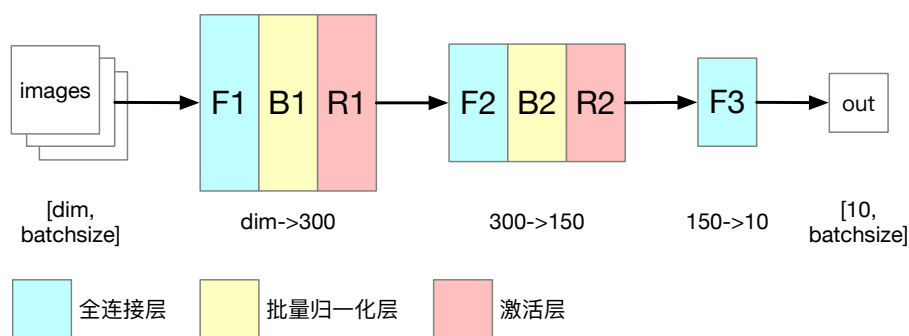 images
F1
B1
R1
F2
B2
R2
F3
out
[dim,
batchsize]
dim->300
300->150
150->10
[10,
batchsize]
全连接层
批量归一化层
激活层